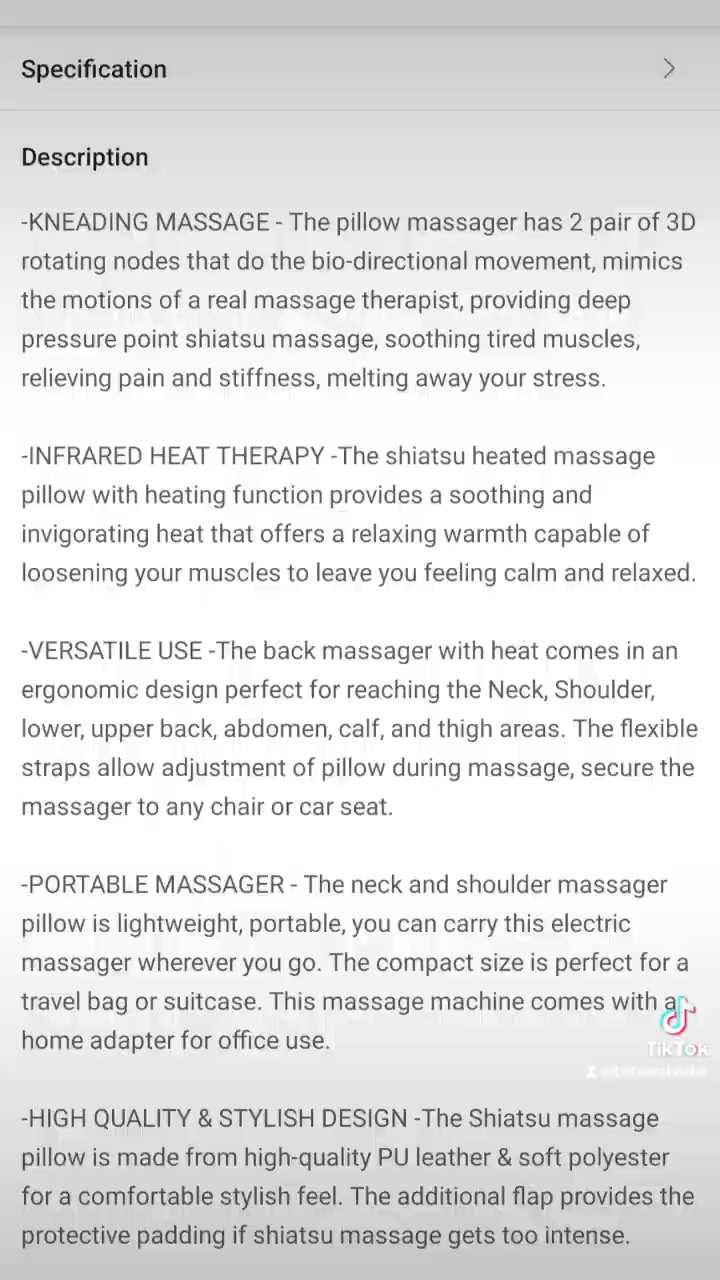 Specification
Description
-KNEADING MASSAGE - The pillow massager has 2 pair of 3D
rotating nodes that do the bio-directional movement, mimics
the motions of a real massage therapist, providing deep
pressure point shiatsu massage, soothing tired muscles,
relieving pain and stiffness, melting away your stress.
-INFRARED HEAT THERAPY -The shiatsu heated massage
pillow with heating function provides a soothing and
invigorating heat that offers a relaxing warmth capable of
loosening your muscles to leave you feeling calm and relaxed.
-VERSATILE USE -The back massager with heat comes in an
ergonomic design perfect for reaching the Neck, Shoulder,
lower, upper back, abdomen, calf, and thigh areas. The flexible
straps allow adjustment of pillow during massage, secure the
massager to any chair or car seat.
-PORTABLE MASSAGER - The neck and shoulder massager
pillow is lightweight, portable, you can carry this electric
massager wherever you go. The compact size is perfect for a
travel bag or suitcase. This massage machine comes with a
home adapter for office use.
TikTok
-HIGH QUALITY & STYLISH DESIGN -The Shiatsu massage
pillow is made from high-quality PU leather & soft polyester
for a comfortable stylish feel. The additional flap provides the
protective padding if shiatsu massage gets too intense.